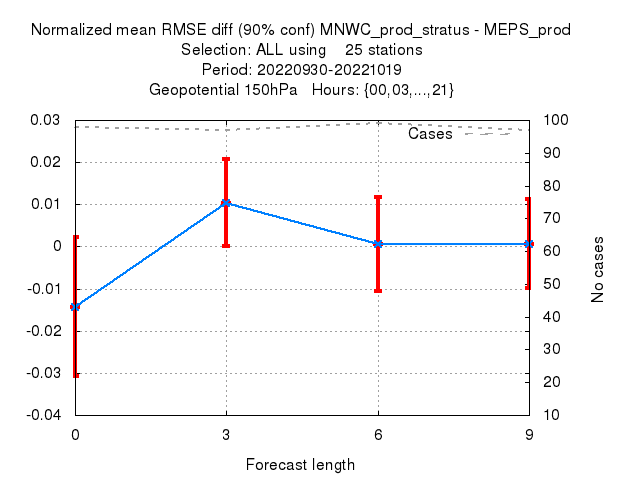 Normalized mean RMSE diff (90% conf) MNWC_prod_stratus - MEPS_prod
Selection: ALL using    25 stations
Period: 20220930-20221019
Geopotential 150hPa   Hours: {00,03,...,21}
0.03
0.02
0.01
0
-0.01
-0.02
-0.03
-0.04
100
90
80
70
60
50
40
30
20
10
Cases
No cases
0 3 6 9
Forecast length